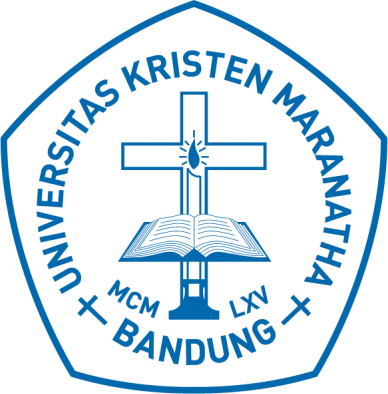 UNIVERSITAS KRISTEN MARANATHA
MCM LXV
BANDUNG